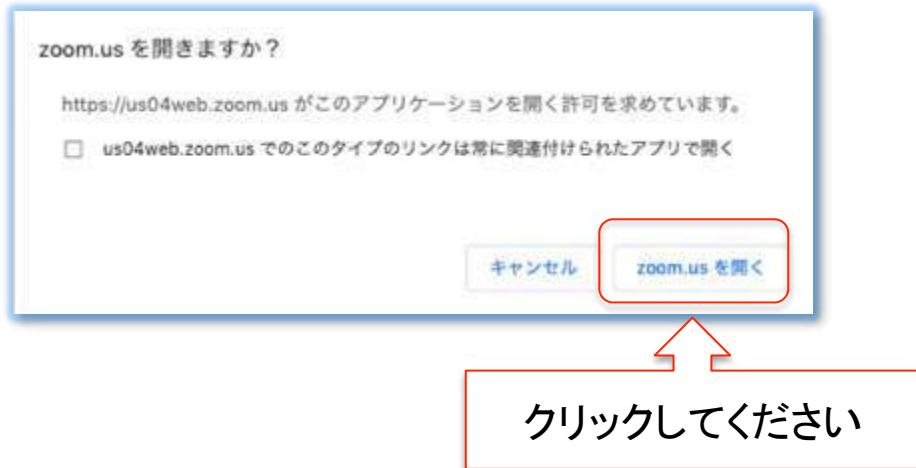 zoom.us を開きますか？
https://us04web.zoom.us がこのアプリケーションを開く許可を求めています。
us04web.zoom.us でのこのタイプのリンクは常に関連付けられたアプリで開く
キャンセル
zoom.us を開く
クリックしてください